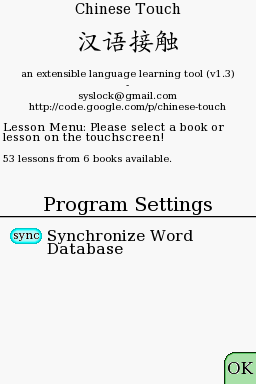 Chinese Touch
汉语接触
an extensible language learning tool (v1.3)
-
syslock@gmail.com
http://code.google.com/p/chinese-touch
Lesson Menu: Please select a book or
lesson on the touchscreen!
53 lessons from 6 books available.
Program Settings
sync Synchronize Word
Database
OK